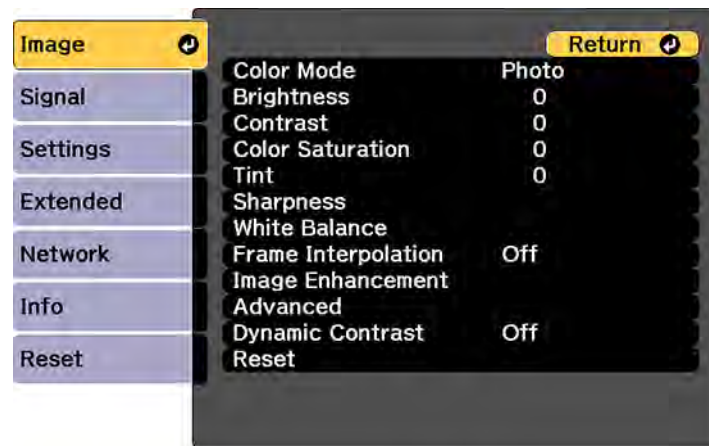 Image
Signal
Settings
Extended
Network
Info
Reset
Return
Color Mode Photo
Brightness 0
Contrast 0
Color Saturation 0
Tint 0
Sharpness
White Balance
Frame Interpolation Off
Image Enhancement
Advanced
Dynamic Contrast Off
Reset